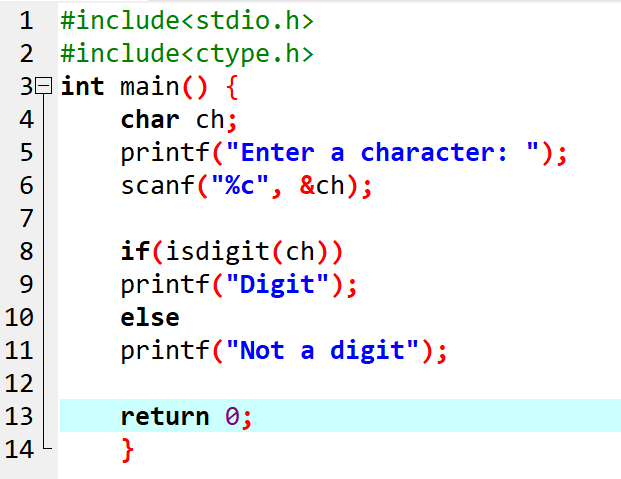 1 #include<stdio.h>
2 #include<ctype.h>
3 int main() {
4     char ch;
5     printf("Enter a character: ");
6     scanf("%c", &ch);
7
8     if(isdigit(ch))
9     printf("Digit");
10     else
11     printf("Not a digit");
12
13     return 0;
14     }